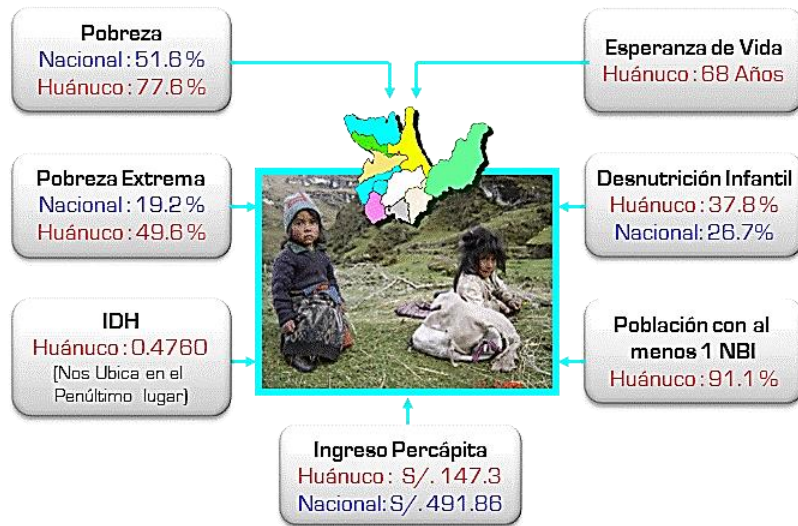 Pobreza
Nacional: 51.6%
Huánuco: 77.6%
Esperanza de Vida
Huánuco: 68 Años
Pobreza Extrema
Nacional: 19.2%
Huánuco: 49.6%
Desnutrición Infantil
Huánuco: 37.8%
Nacional: 26.7%
IDH
Huánuco: 0.4760
(Nos Ubica en el
Penúltimo lugar)
Población con al
menos 1 NBI
Huánuco: 91.1%
Ingreso Percápita
Huánuco: S/. 147.3
Nacional: S/. 491.86